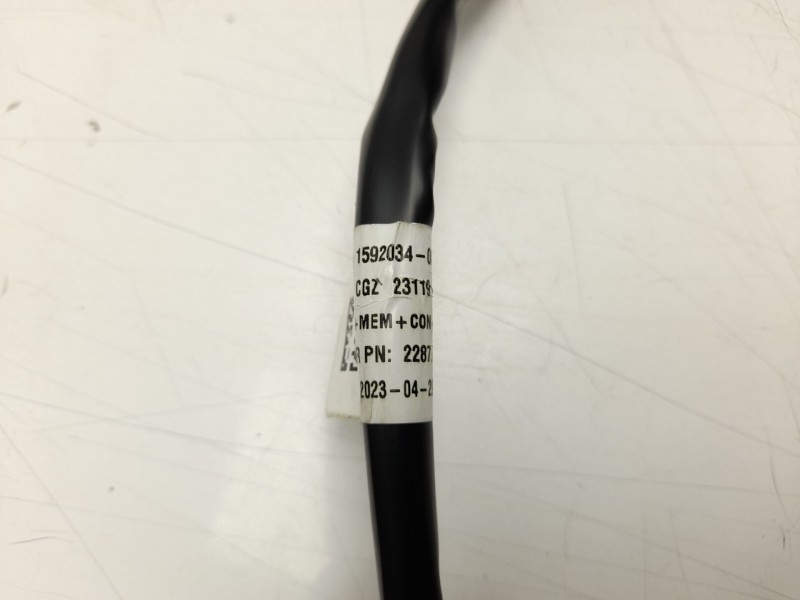 1592034-0
CGZ 23119
MEM+CON
PN: 2287
2023-04-2